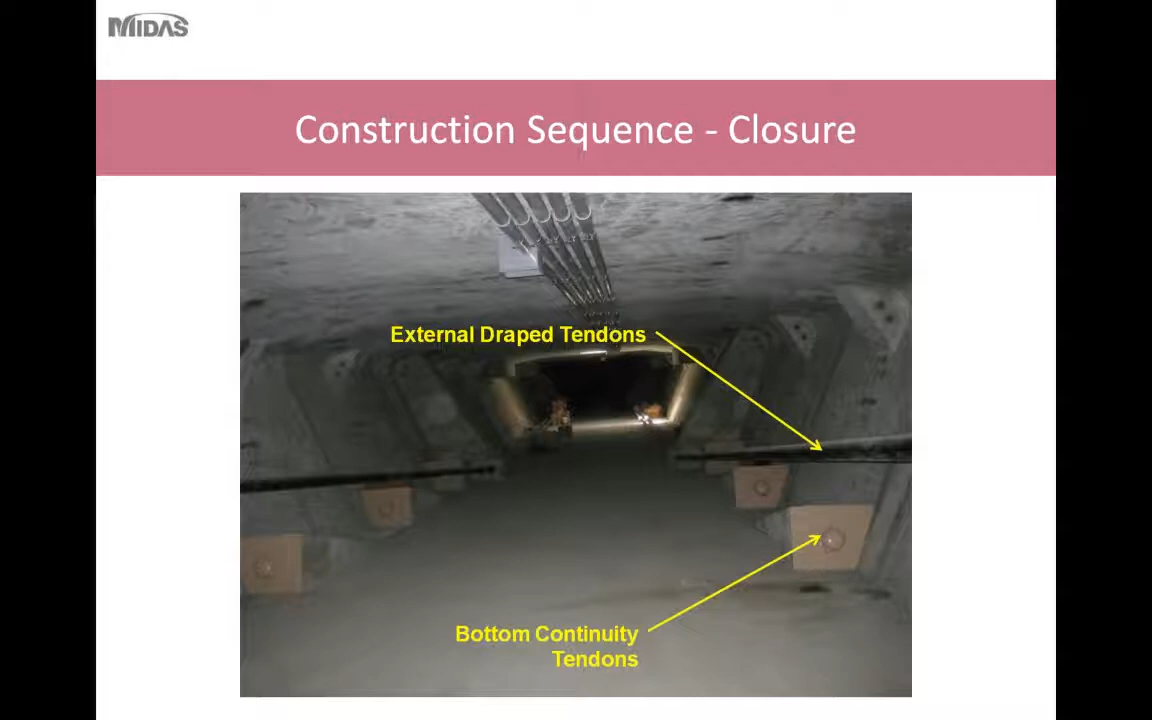 MIDAS
Construction Sequence - Closure
External Draped Tendons
Bottom Continuity
Tendons